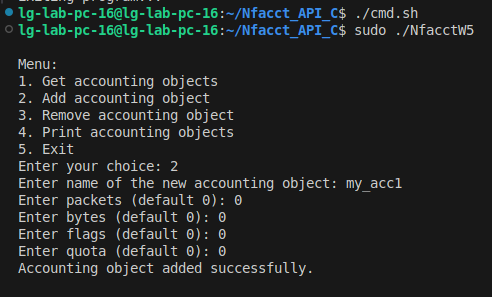 lg-lab-pc-16@lg-lab-pc-16:~/Nfacct_API_C$ ./cmd.sh
lg-lab-pc-16@lg-lab-pc-16:~/Nfacct_API_C$ sudo ./NfacctW5
Menu:
1. Get accounting objects
2. Add accounting object
3. Remove accounting object
4. Print accounting objects
5. Exit
Enter your choice: 2
Enter name of the new accounting object: my_acc1
Enter packets (default 0): 0
Enter bytes (default 0): 0
Enter flags (default 0): 0
Enter quota (default 0): 0
Accounting object added successfully.